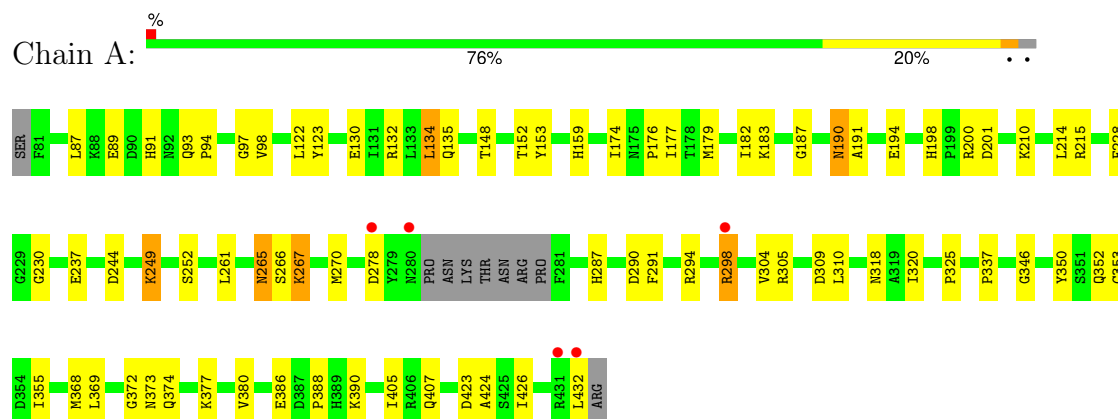 %
Chain A:
76% 20% • •
SER F81 L87 K88 E89 D90 H91 N92 Q93 P94 G97 V98 L122 Y123 E130 I131 R132 L133 L134 Q135 T148 T152 Y153 H159 I174 N175 P176 I177 T178 M179 I182 K183 G187 N190 A191 E194 H198 P199 R200 D201 K210 L214 R215
G229 G230 E237 D244 K249 S252 L261 N265 S266 K267 M270 D278 Y279 N280 PRO ASN LYS THR ASN ARG PRO F281 H287 D290 F291 R294 R298 V304 R305 D309 L310 N318 A319 I320 P325 P337 G346 Y350 S351 Q352
D354 I355 M368 L369 G372 N373 Q374 K377 V380 E386 D387 P388 H389 K390 I405 R406 Q407 D423 A424 S425 I426 R431 L432 ARG